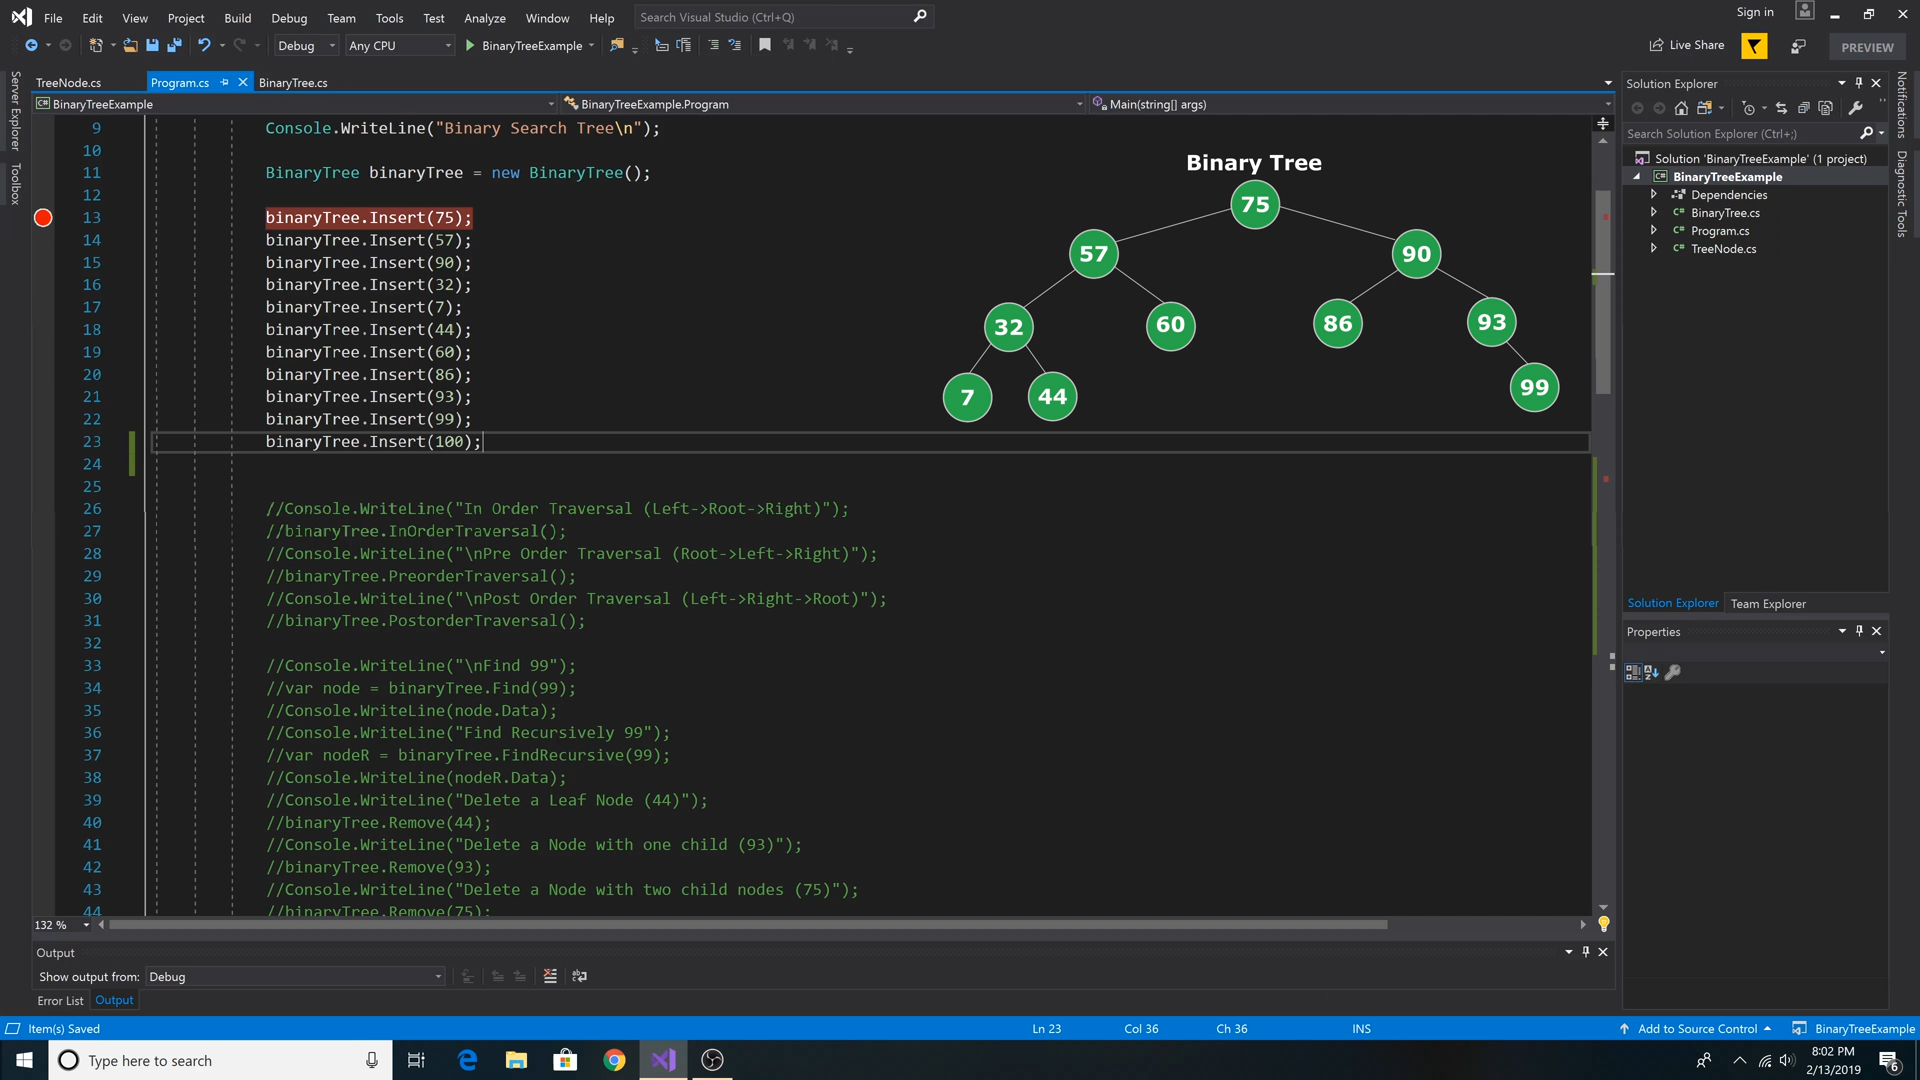 File Edit View Project Build Debug Team Tools Test Analyze Window Help Search Visual Studio (Ctrl+Q) Sign in
Debug Any CPU BinaryTreeExample Live Share PREVIEW
TreeNode.cs Program.cs BinaryTree.cs
BinaryTreeExample BinaryTreeExample.Program Main(string[] args)
Server Explorer
Toolbox
9 Console.WriteLine("Binary Search Tree\n");
10
11 BinaryTree binaryTree = new BinaryTree();
12
13 binaryTree.Insert(75);
14 binaryTree.Insert(57);
15 binaryTree.Insert(90);
16 binaryTree.Insert(32);
17 binaryTree.Insert(7);
18 binaryTree.Insert(44);
19 binaryTree.Insert(60);
20 binaryTree.Insert(86);
21 binaryTree.Insert(93);
22 binaryTree.Insert(99);
23 binaryTree.Insert(100);
24
25
26 //Console.WriteLine("In Order Traversal (Left->Root->Right)");
27 //binaryTree.InOrderTraversal();
28 //Console.WriteLine("\nPre Order Traversal (Root->Left->Right)");
29 //binaryTree.PreorderTraversal();
30 //Console.WriteLine("\nPost Order Traversal (Left->Right->Root)");
31 //binaryTree.PostorderTraversal();
32
33 //Console.WriteLine("\nFind 99");
34 //var node = binaryTree.Find(99);
35 //Console.WriteLine(node.Data);
36 //Console.WriteLine("Find Recursively 99");
37 //var nodeR = binaryTree.FindRecursive(99);
38 //Console.WriteLine(nodeR.Data);
39 //Console.WriteLine("Delete a Leaf Node (44)");
40 //binaryTree.Remove(44);
41 //Console.WriteLine("Delete a Node with one child (93)");
42 //binaryTree.Remove(93);
43 //Console.WriteLine("Delete a Node with two child nodes (75)");
44 //binaryTree.Remove(75);
Binary Tree
75
57 90
32 60 86 93
7 44 99
132 %
Output
Show output from: Debug
Error List Output
Solution Explorer
Search Solution Explorer (Ctrl+;)
Solution 'BinaryTreeExample' (1 project)
BinaryTreeExample
Dependencies
BinaryTree.cs
Program.cs
TreeNode.cs
Solution Explorer Team Explorer
Properties
Notifications
Diagnostic Tools
Item(s) Saved Ln 23 Col 36 Ch 36 INS Add to Source Control BinaryTreeExample
Type here to search
8:02 PM
2/13/2019
6